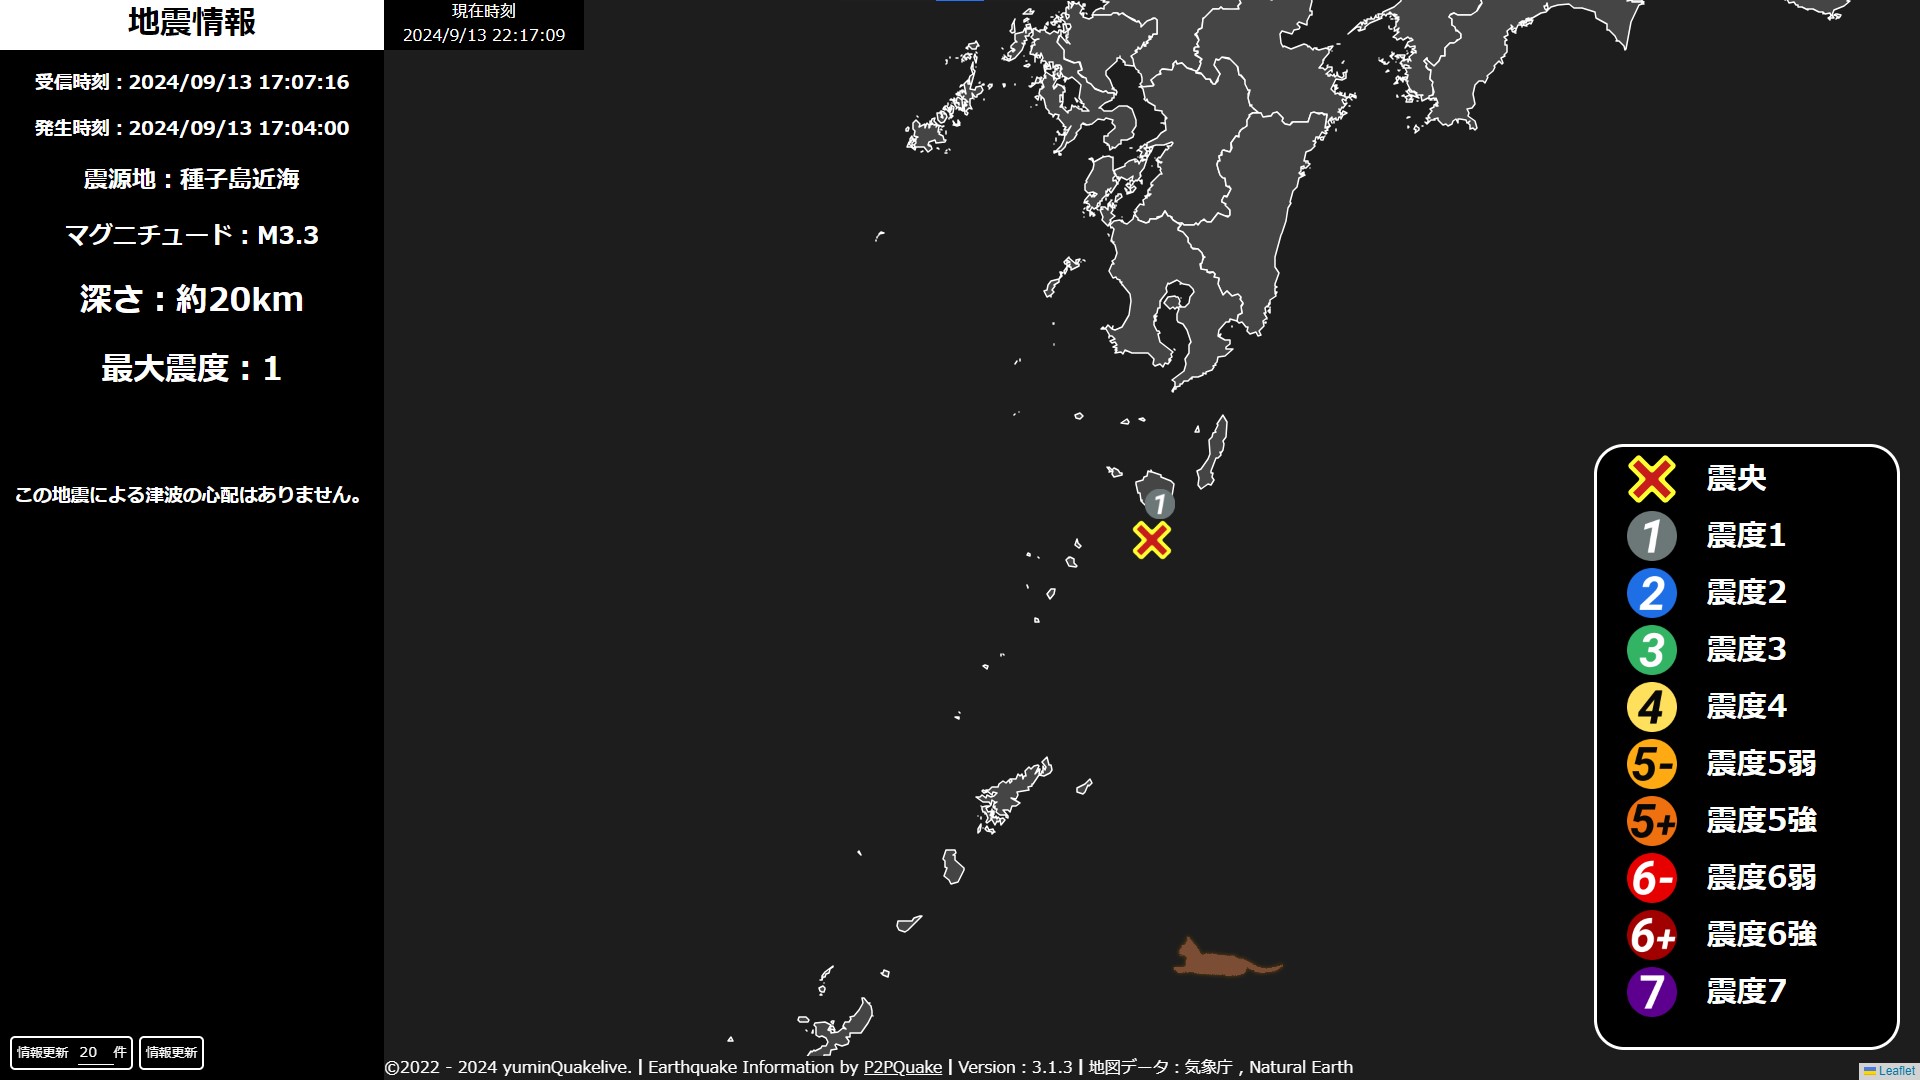 地震情報
現在時刻
2024/9/13 22:17:09
受信時刻：2024/09/13 17:07:16
発生時刻：2024/09/13 17:04:00
震源地：種子島近海
マグニチュード：M3.3
深さ：約20km
最大震度：1
この地震による津波の心配はありません。
情報更新 20 件 情報更新
1
震央
1 震度1
2 震度2
3 震度3
4 震度4
5- 震度5弱
5+ 震度5強
6- 震度6弱
6+ 震度6強
7 震度7
©2022 - 2024 yuminQuakelive. | Earthquake Information by P2PQuake | Version : 3.1.3 | 地図データ : 気象庁 , Natural Earth
Leaflet